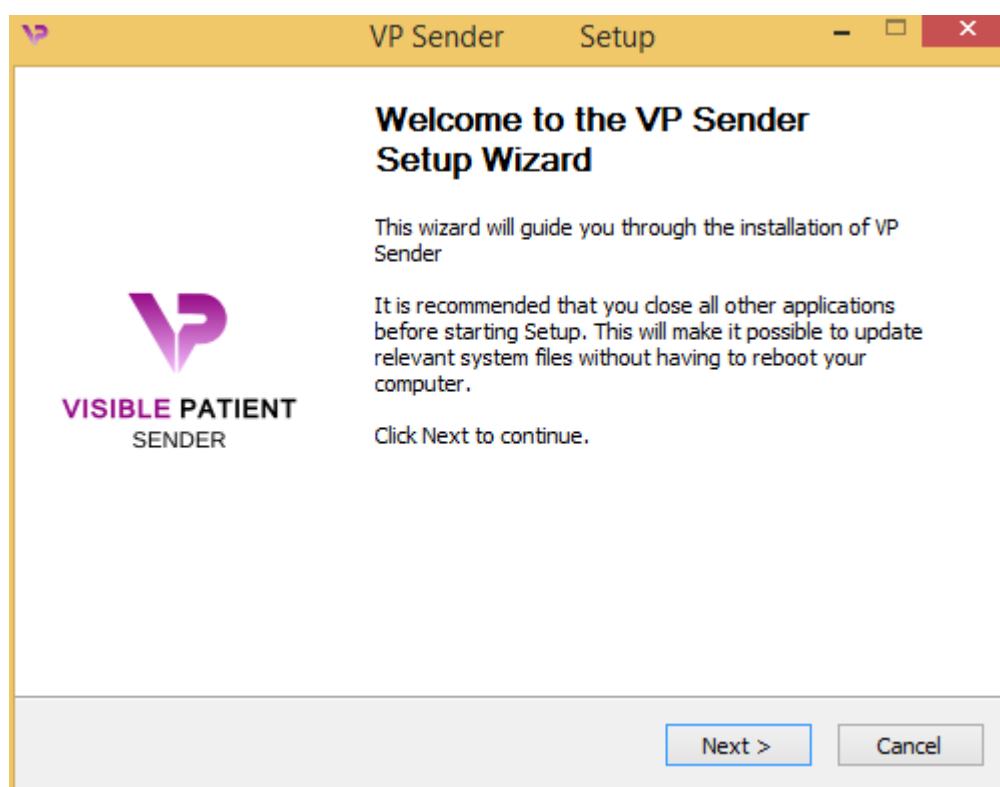 VP Sender Setup
Welcome to the VP Sender
Setup Wizard
This wizard will guide you through the installation of VP
Sender
It is recommended that you close all other applications
before starting Setup. This will make it possible to update
relevant system files without having to reboot your
computer.
Click Next to continue.
VP
VISIBLE PATIENT
SENDER
Next >
Cancel